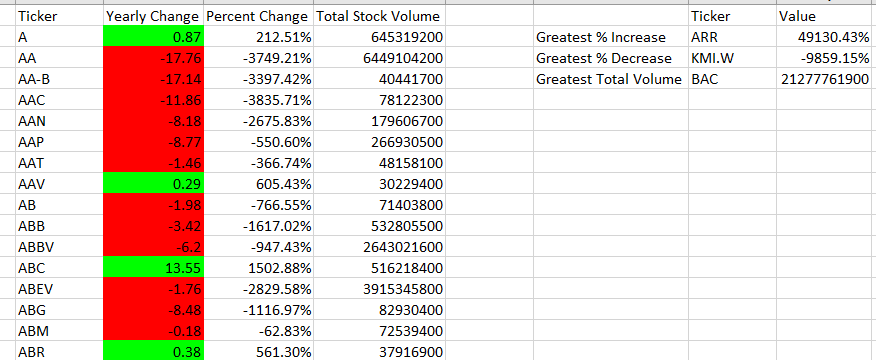 Ticker Yearly Change Percent Change Total Stock Volume Ticker Value
A 0.87 212.51% 645319200 Greatest % Increase ARR 49130.43%
AA -17.76 -3749.21% 6449104200 Greatest % Decrease KMI.W -9859.15%
AA-B -17.14 -3397.42% 40441700 Greatest Total Volume BAC 21277761900
AAC -11.86 -3835.71% 78122300
AAN -8.18 -2675.83% 179606700
AAP -8.77 -550.60% 266930500
AAT -1.46 -366.74% 48158100
AAV 0.29 605.43% 30229400
AB -1.98 -766.55% 71403800
ABB -3.42 -1617.02% 532805500
ABBV -6.2 -947.43% 2643021600
ABC 13.55 1502.88% 516218400
ABEV -1.76 -2829.58% 3915345800
ABG -8.48 -1116.97% 82930400
ABM -0.18 -62.83% 72539400
ABR 0.38 561.30% 37916900